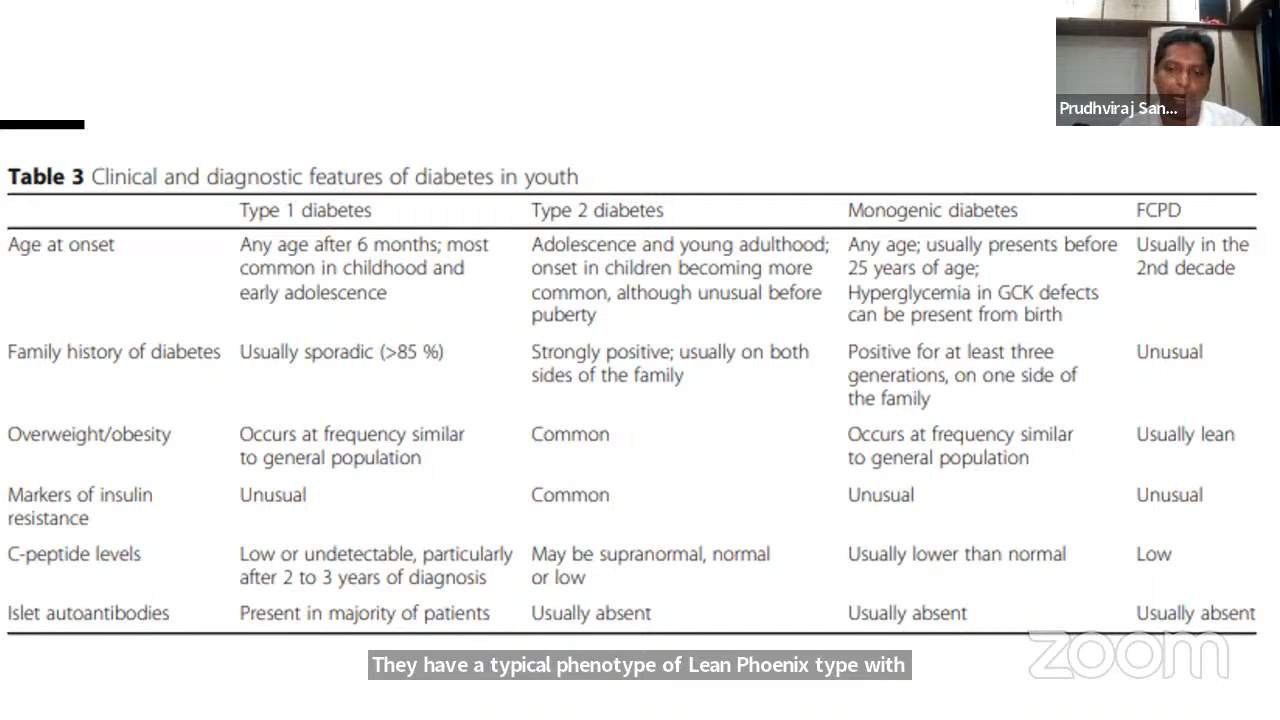 Prudhviraj San...
Table 3 Clinical and diagnostic features of diabetes in youth
Type 1 diabetes Type 2 diabetes Monogenic diabetes FCPD
Age at onset Any age after 6 months; most Adolescence and young adulthood; Any age; usually presents before Usually in the
common in childhood and onset in children becoming more 25 years of age; 2nd decade
early adolescence common, although unusual before Hyperglycemia in GCK defects
puberty can be present from birth
Family history of diabetes Usually sporadic (>85 %) Strongly positive; usually on both Positive for at least three Unusual
sides of the family generations, on one side of
the family
Overweight/obesity Occurs at frequency similar Common Occurs at frequency similar Usually lean
to general population to general population
Markers of insulin Unusual Common Unusual Unusual
resistance
C-peptide levels Low or undetectable, particularly May be supranormal, normal Usually lower than normal Low
after 2 to 3 years of diagnosis or low
Islet autoantibodies Present in majority of patients Usually absent Usually absent Usually absent
zoom
They have a typical phenotype of Lean Phoenix type with